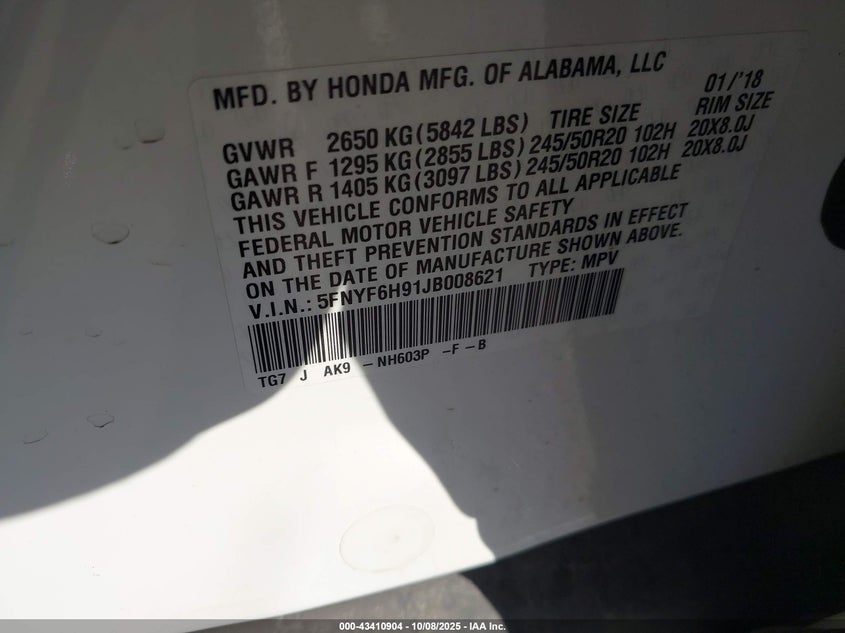 MFD. BY HONDA MFG. OF ALABAMA, LLC 01/'18
GVWR 2650 KG(5842 LBS) TIRE SIZE RIM SIZE
GAWR F 1295 KG(2855 LBS)245/50R20 102H 20X8.0J
GAWR R 1405 KG(3097 LBS)245/50R20 102H 20X8.0J
THIS VEHICLE CONFORMS TO ALL APPLICABLE
FEDERAL MOTOR VEHICLE SAFETY
AND THEFT PREVENTION STANDARDS IN EFFECT
ON THE DATE OF MANUFACTURE SHOWN ABOVE.
V.I.N.: 5FNYF6H91JB008621 TYPE: MPV
TG7 J AK9 -NH603P -F-B
000-43410904 - 10/08/2025 - IAA Inc.